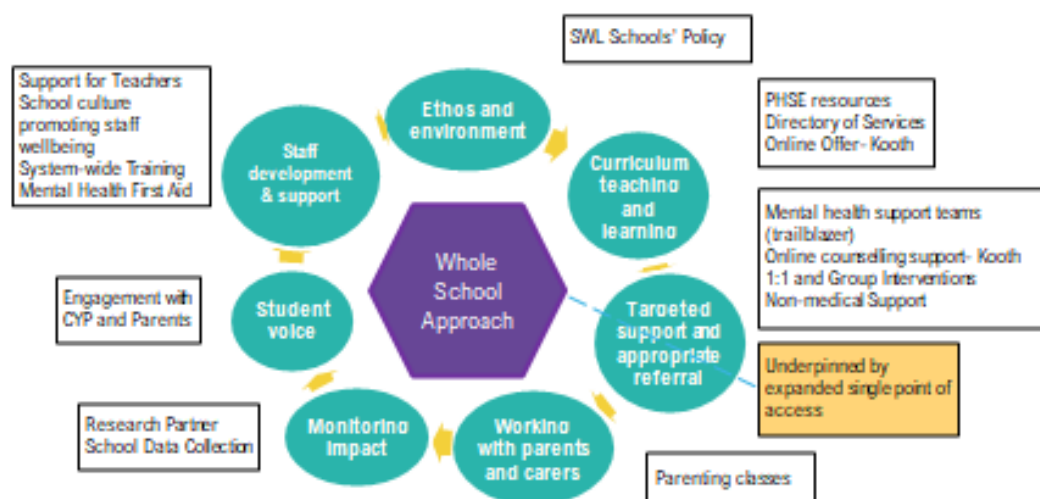 SWL Schools' Policy
Support for Teachers
School culture
promoting staff
wellbeing
System-wide Training
Mental Health First Aid
Ethos and
environment
PHSE resources
Directory of Services
Online Offer- Kooth
Staff
development
& support
Curriculum
teaching
and
learning
Mental health support teams
(trailblazer)
Online counselling support- Kooth
1:1 and Group Interventions
Non-medical Support
Whole
School
Approach
Engagement with
CYP and Parents
Student
voice
Targeted
support and
appropriate
referral
Underpinned by
expanded single point of
access
Research Partner
School Data Collection
Monitoring
impact
Working
with parents
and carers
Parenting classes